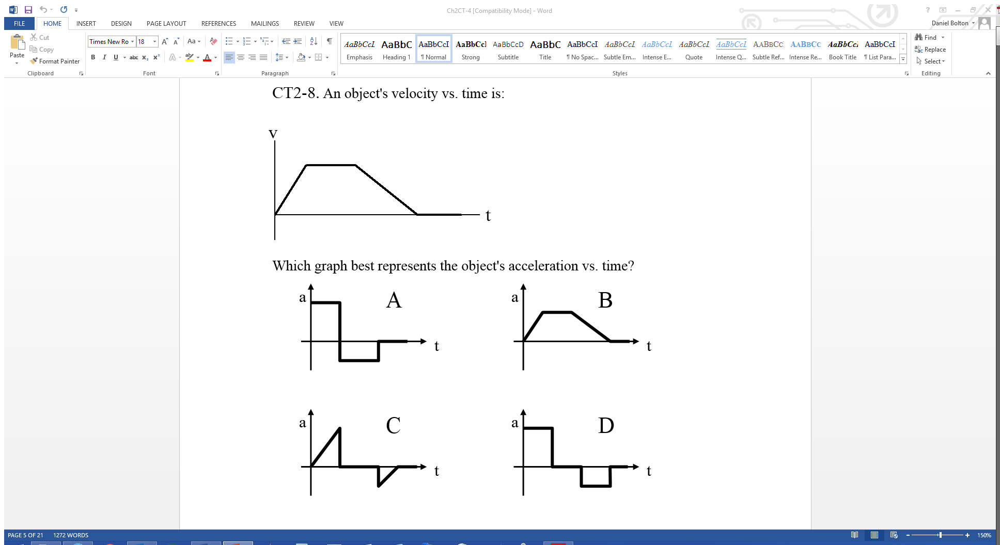 Ch2CT-4 [Compatibility Mode] - Word
?
FILE HOME INSERT DESIGN PAGE LAYOUT REFERENCES MAILINGS REVIEW VIEW
Daniel Bolton
Paste
Cut
Copy
Format Painter
Clipboard
Times New Ro 18
Aa
B I U abc x₂ x² A ab A
Font
Paragraph
AaBbCcI AaBbC AaBbCcI AaBbCcI AaBbCcD AaBbC AaBbCcI AaBbCcI AaBbCcI AaBbCcI AaBbCcI AABBCC AABBCC AaBbCcI AaBbCcI
Emphasis Heading 1 ¶ Normal Strong Subtitle Title ¶ No Spac... Subtle Em... Intense E... Quote Intense Q... Subtle Ref... Intense Re... Book Title ¶ List Para...
Styles
Find
Replace
Select
Editing
CT2-8. An object's velocity vs. time is:
v
t
Which graph best represents the object's acceleration vs. time?
a A t
a B t
a C t
a D t
PAGE 5 OF 21 1272 WORDS
150%